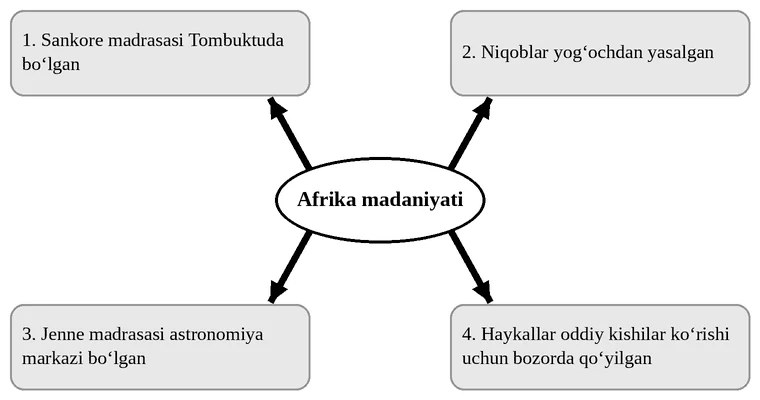 1. Sankore madrasasi Tombuktuda
bo‘lgan
2. Niqoblar yog‘ochdan yasalgan
Afrika madaniyati
3. Jenne madrasasi astronomiya
markazi bo‘lgan
4. Haykallar oddiy kishilar ko‘rishi
uchun bozorda qo‘yilgan